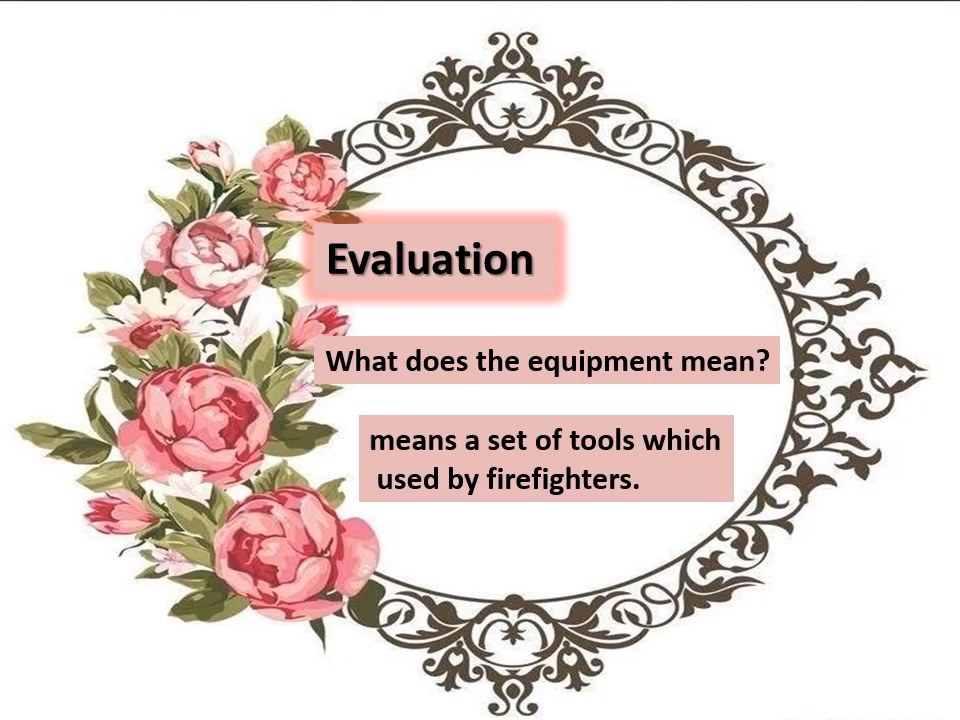 Evaluation
What does the equipment mean?
means a set of tools which
used by firefighters.